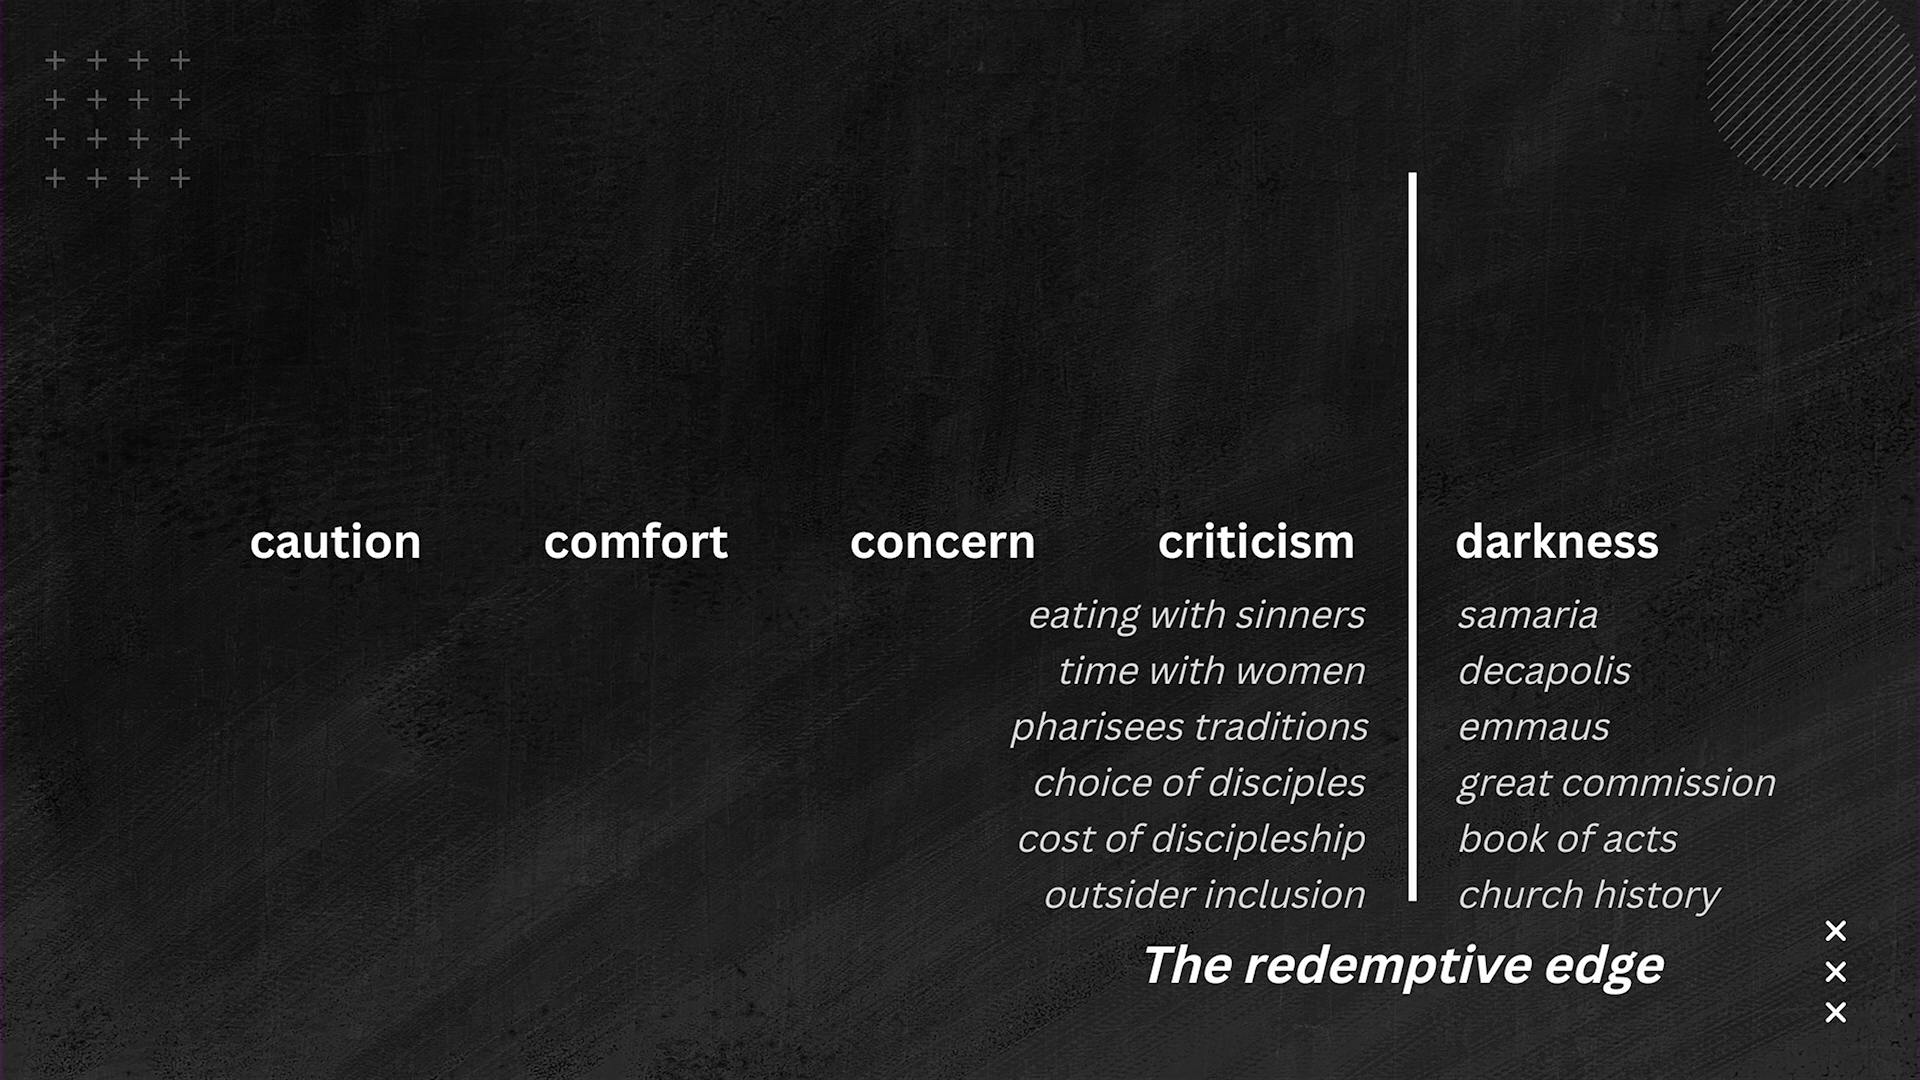 caution comfort concern criticism darkness
eating with sinners samaria
time with women decapolis
pharisees traditions emmaus
choice of disciples great commission
cost of discipleship book of acts
outsider inclusion church history
The redemptive edge